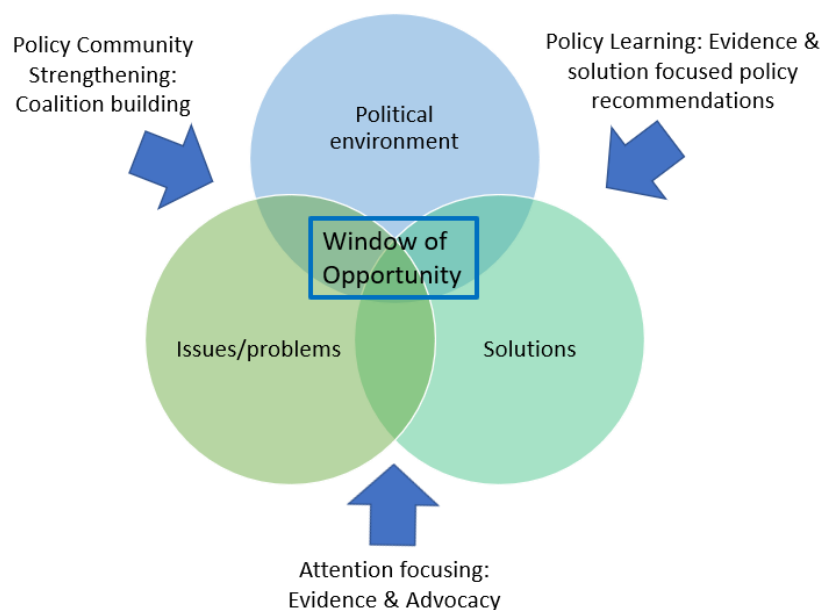 Policy Community
Strengthening:
Coalition building
Policy Learning: Evidence &
solution focused policy
recommendations
Political
environment
Window of
Opportunity
Issues/problems
Solutions
Attention focusing:
Evidence & Advocacy